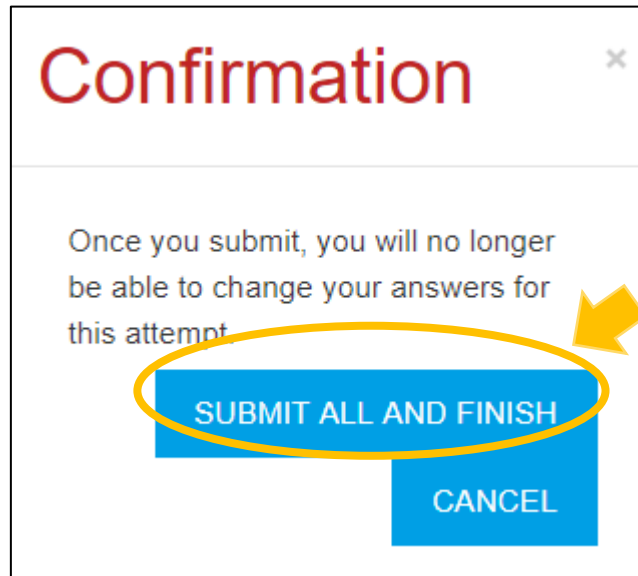 Confirmation ×
Once you submit, you will no longer
be able to change your answers for
this attempt.
SUBMIT ALL AND FINISH
CANCEL